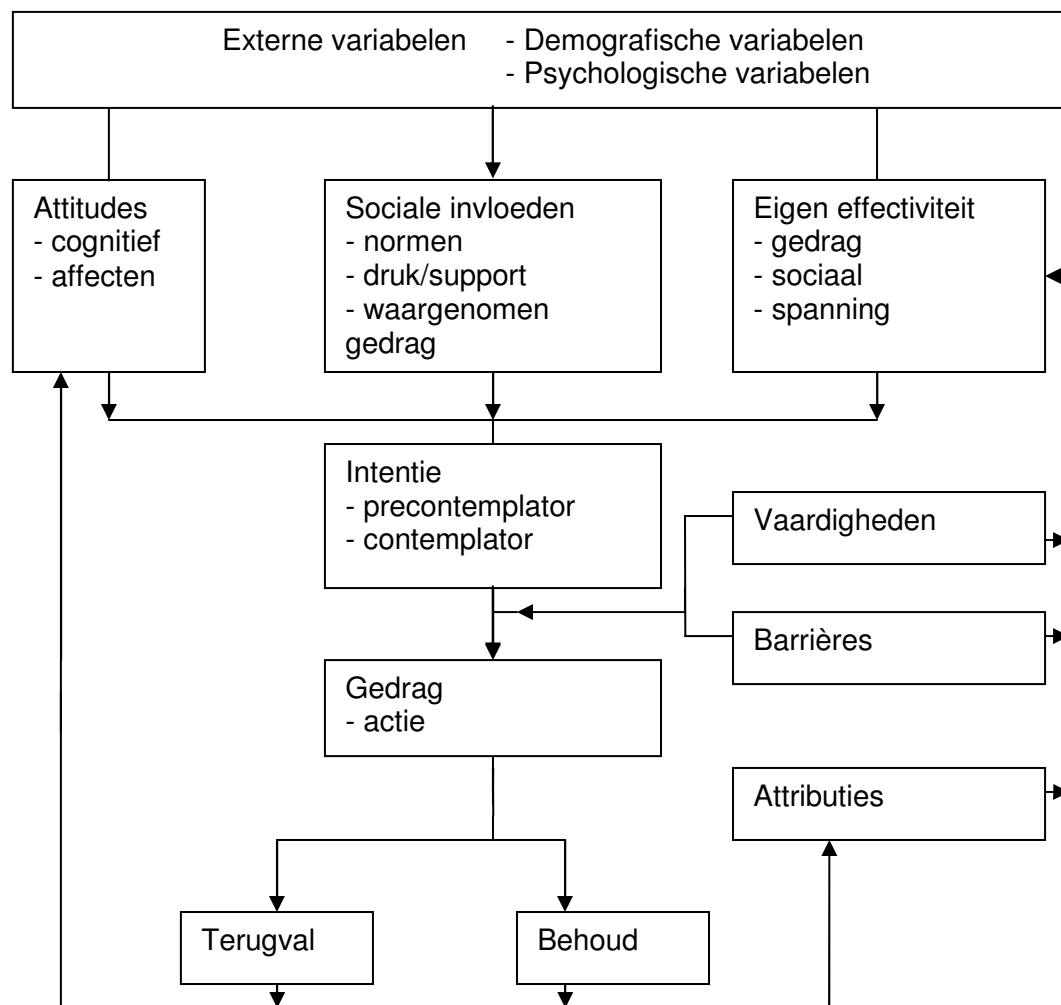 Externe variabelen - Demografische variabelen
- Psychologische variabelen
Attitudes
- cognitief
- affecten
Sociale invloeden
- normen
- druk/support
- waargenomen
gedrag
Eigen effectiviteit
- gedrag
- sociaal
- spanning
Intentie
- precontemplator
- contemplator
Vaardigheden
Barrières
Gedrag
- actie
Attributies
Terugval
Behoud